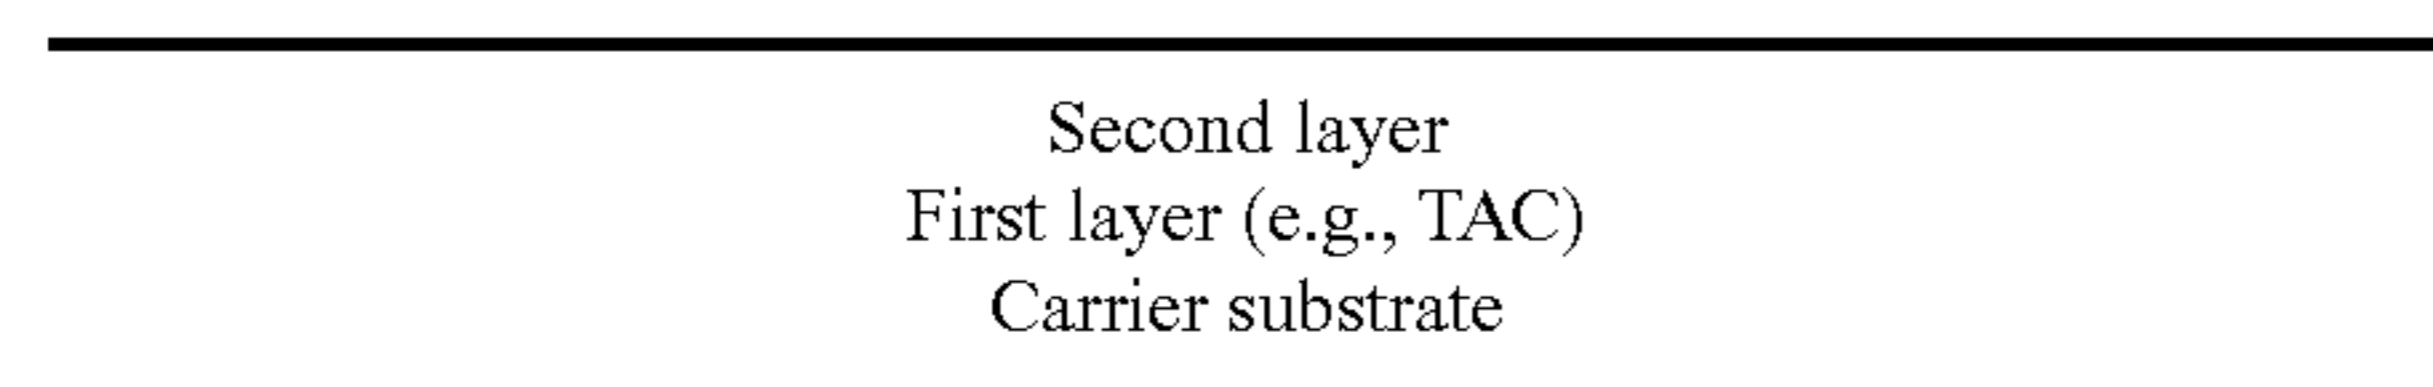 Second layer
First layer (e.g., TAC)
Carrier substrate